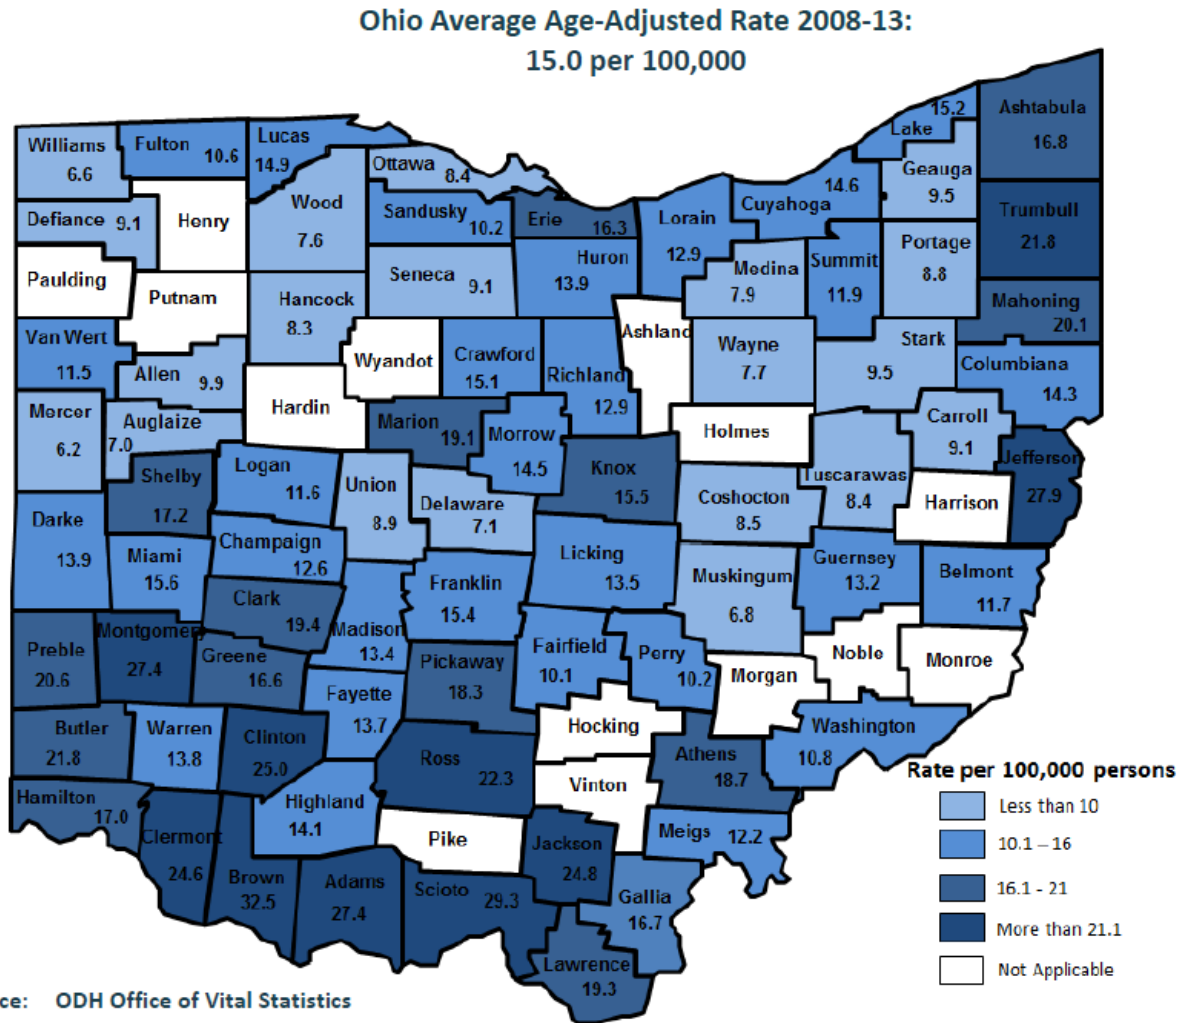 Ohio Average Age-Adjusted Rate 2008-13:
15.0 per 100,000
Williams
6.6
Fulton 10.6
Lucas
14.9
Ottawa 8.4
Lake 15.2
Ashtabula
16.8
Geauga
9.5
Defiance 9.1
Henry
Wood
7.6
Sandusky 10.2
Erie 16.3
Lorain
12.9
Cuyahoga 14.6
Trumbull
21.8
Paulding
Putnam
Hancock
8.3
Seneca 9.1
Huron
13.9
Medina
7.9
Summit
11.9
Portage
8.8
Mahoning
20.1
Van Wert
11.5
Allen 9.9
Wyandot
Crawford
15.1
Richland
12.9
Ashland
Wayne
7.7
Stark
9.5
Columbiana
14.3
Mercer
6.2
Auglaize
7.0
Hardin
Marion 19.1
Morrow
14.5
Holmes
Carroll
9.1
Jefferson
27.9
Shelby
17.2
Logan
11.6
Union
8.9
Delaware
7.1
Knox
15.5
Coshocton
8.5
Tuscarawas
8.4
Harrison
Darke
13.9
Miami
15.6
Champaign
12.6
Franklin
15.4
Licking
13.5
Muskingum
6.8
Guernsey
13.2
Belmont
11.7
Clark
19.4
Madison
13.4
Preble
20.6
Montgomery
27.4
Greene
16.6
Pickaway
18.3
Fairfield
10.1
Perry
10.2
Morgan
Noble
Monroe
Fayette
13.7
Butler
21.8
Warren
13.8
Clinton
25.0
Ross
22.3
Hocking
Athens
18.7
Washington
10.8
Vinton
Hamilton
17.0
Clermont
24.6
Highland
14.1
Pike
Jackson
24.8
Meigs 12.2
Brown
32.5
Adams
27.4
Scioto 29.3
Gallia
16.7
Lawrence
19.3
Rate per 100,000 persons
Less than 10
10.1 – 16
16.1 - 21
More than 21.1
Not Applicable
ce: ODH Office of Vital Statistics